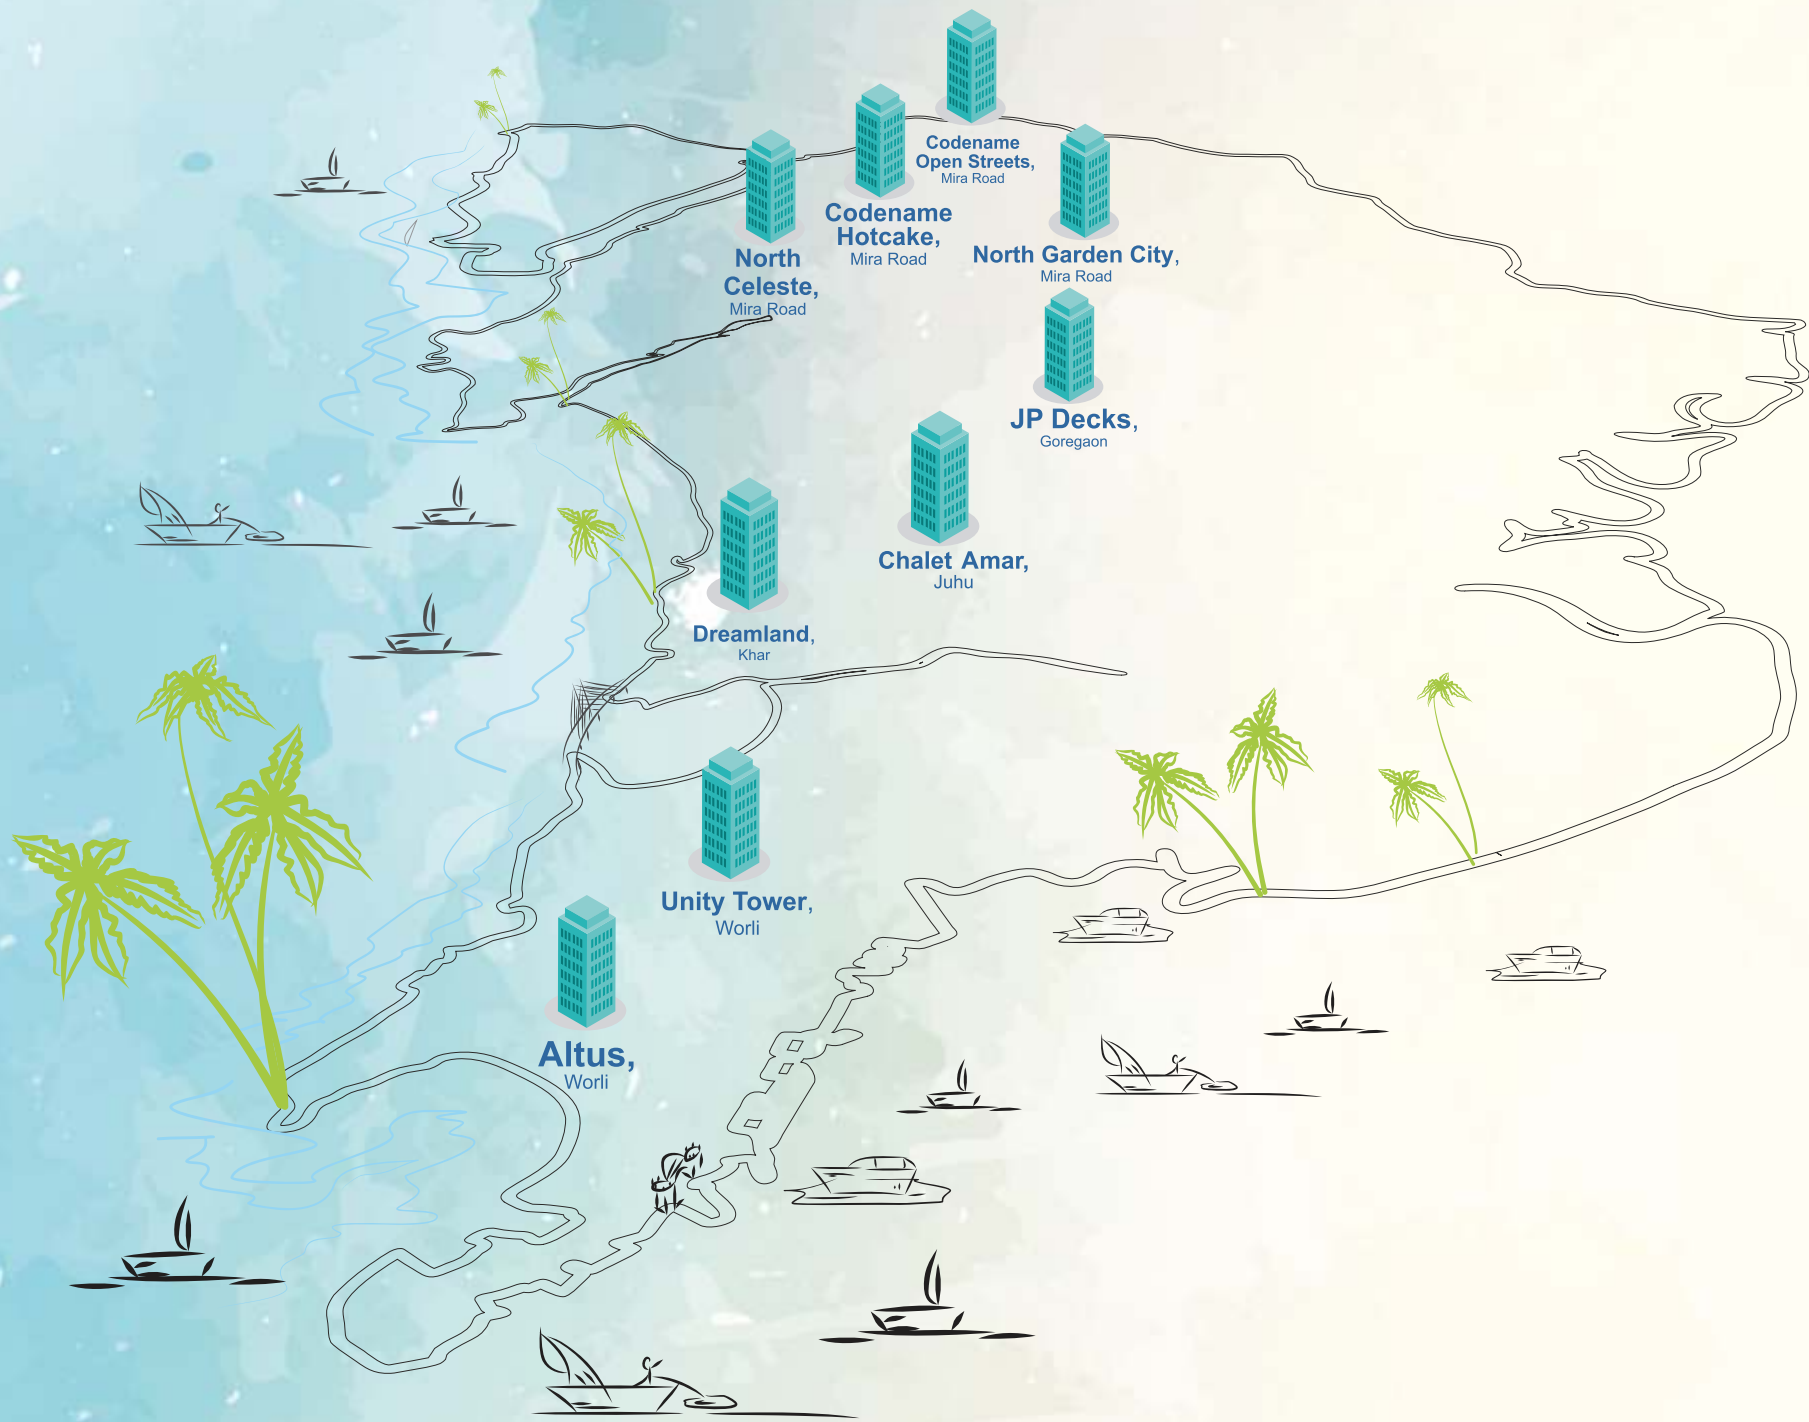 Codename
Open Streets,
Mira Road
Codename
Hotcake,
Mira Road
North Garden City,
Mira Road
North
Celeste,
Mira Road
JP Decks,
Goregaon
Chalet Amar,
Juhu
Dreamland,
Khar
Unity Tower,
Worli
Altus,
Worli